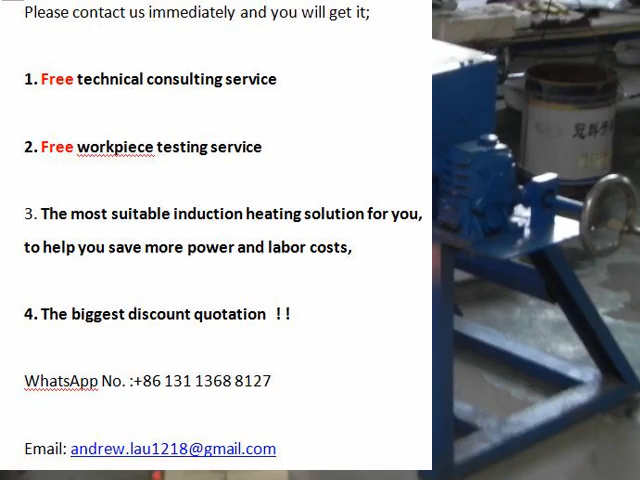 Please contact us immediately and you will get it;
1. Free technical consulting service
2. Free workpiece testing service
3. The most suitable induction heating solution for you,
to help you save more power and labor costs,
4. The biggest discount quotation ！！
WhatsApp No. :+86 131 1368 8127
Email: andrew.lau1218@gmail.com